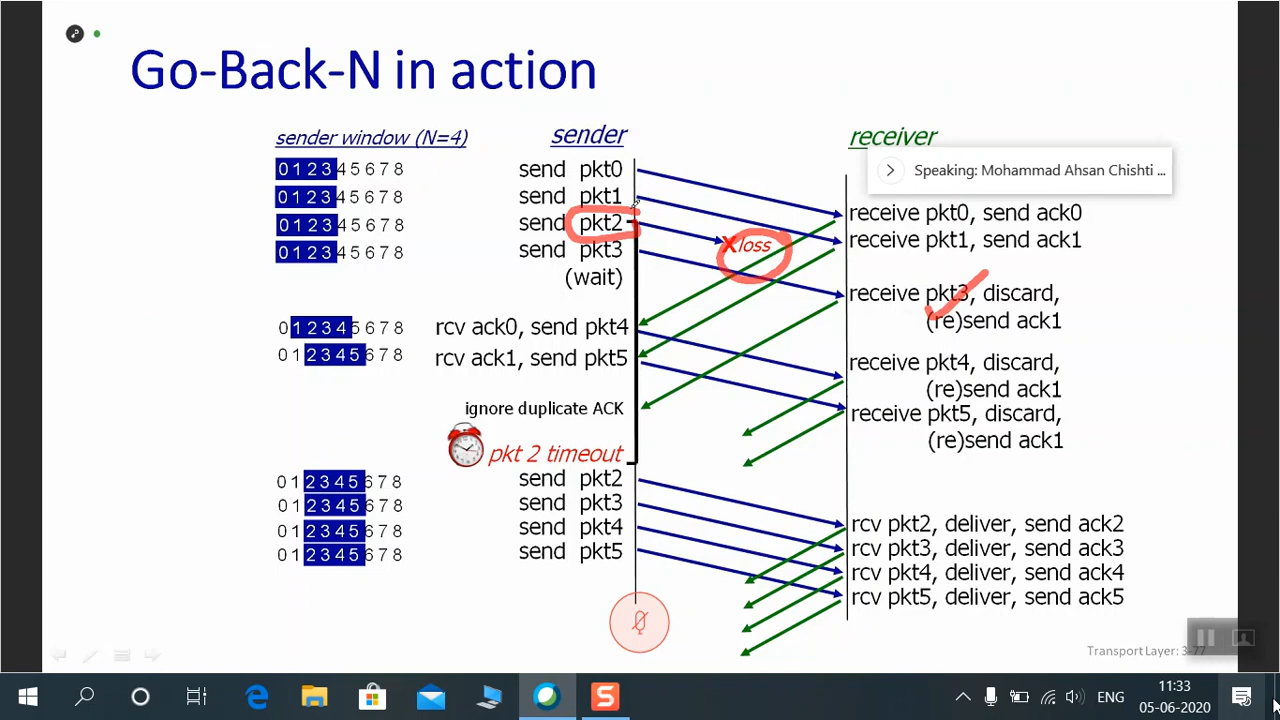 Go-Back-N in action
sender window (N=4)
sender
receiver
Speaking: Mohammad Ahsan Chishti ...
0 1 2 3 4 5 6 7 8
send pkt0
0 1 2 3 4 5 6 7 8
send pkt1
0 1 2 3 4 5 6 7 8
send pkt2
0 1 2 3 4 5 6 7 8
send pkt3
(wait)
X loss
receive pkt0, send ack0
receive pkt1, send ack1
receive pkt3, discard,
(re)send ack1
0 1 2 3 4 5 6 7 8
rcv ack0, send pkt4
0 1 2 3 4 5 6 7 8
rcv ack1, send pkt5
receive pkt4, discard,
(re)send ack1
ignore duplicate ACK
receive pkt5, discard,
(re)send ack1
pkt 2 timeout
0 1 2 3 4 5 6 7 8
send pkt2
0 1 2 3 4 5 6 7 8
send pkt3
0 1 2 3 4 5 6 7 8
send pkt4
0 1 2 3 4 5 6 7 8
send pkt5
rcv pkt2, deliver, send ack2
rcv pkt3, deliver, send ack3
rcv pkt4, deliver, send ack4
rcv pkt5, deliver, send ack5
Transport Layer: 3-77
ENG
11:33
05-06-2020